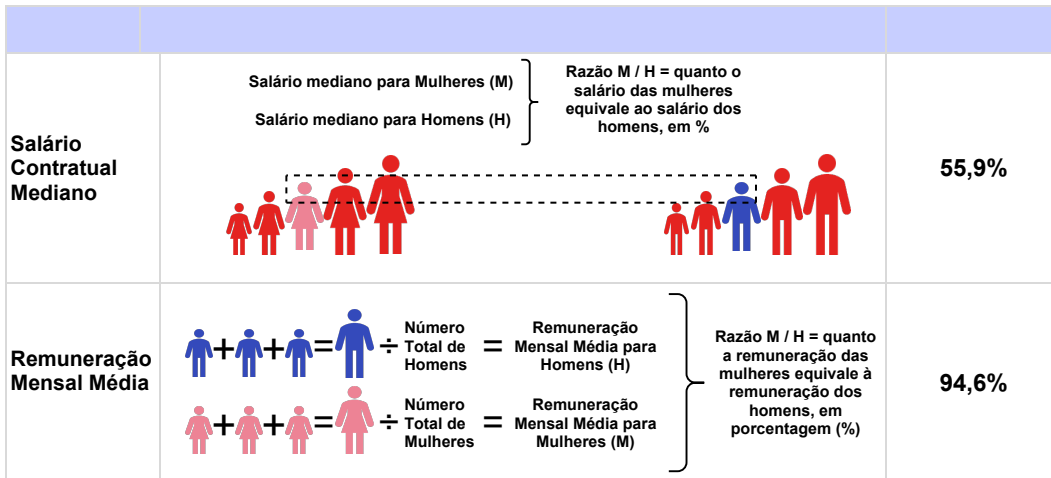 Salário
Contratual
Mediano
Salário mediano para Mulheres (M)
Salário mediano para Homens (H)
Razão M / H = quanto o
salário das mulheres
equivale ao salário dos
homens, em %
55,9%
Remuneração
Mensal Média
+ + = ÷
Número
Total de
Homens
=
Remuneração
Mensal Média para
Homens (H)
+ + = ÷
Número
Total de
Mulheres
=
Remuneração
Mensal Média para
Mulheres (M)
Razão M / H = quanto
a remuneração das
mulheres equivale à
remuneração dos
homens, em
porcentagem (%)
94,6%